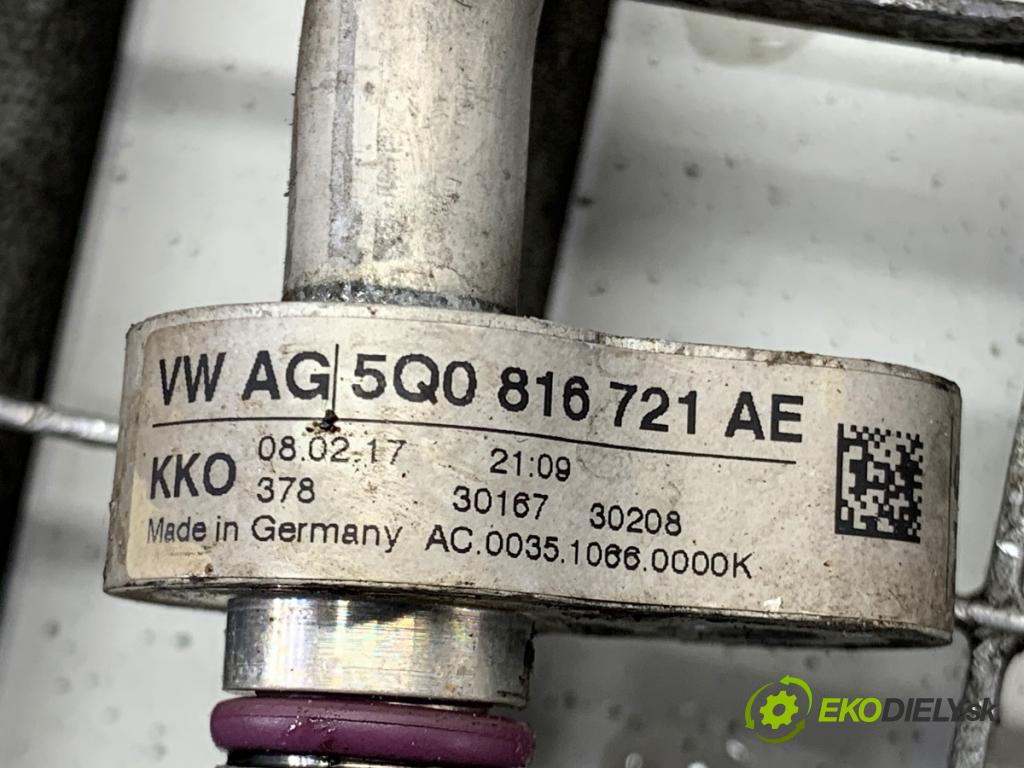 VW AG 5Q0 816 721 AE
KKO 08.02.17 21:09
378 30167 30208
Made in Germany AC.0035.1066.0000K
EKODIELY.sk